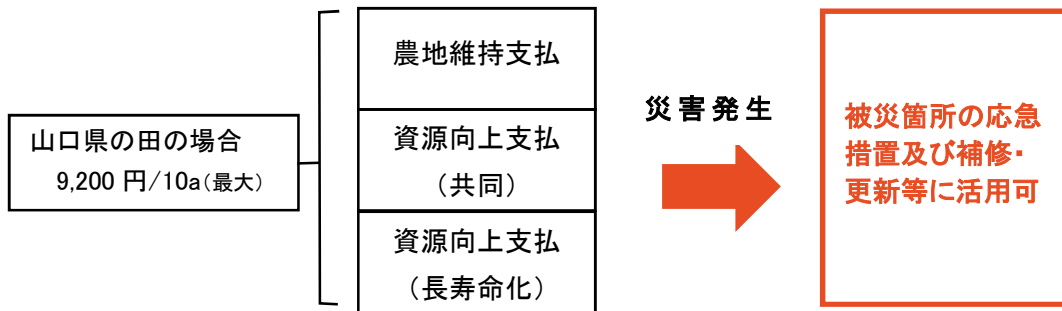 山口県の田の場合
9,200 円/10a(最大)
農地維持支払
資源向上支払
（共同）
資源向上支払
（長寿命化）
災害発生
被災箇所の応急
措置及び補修・
更新等に活用可